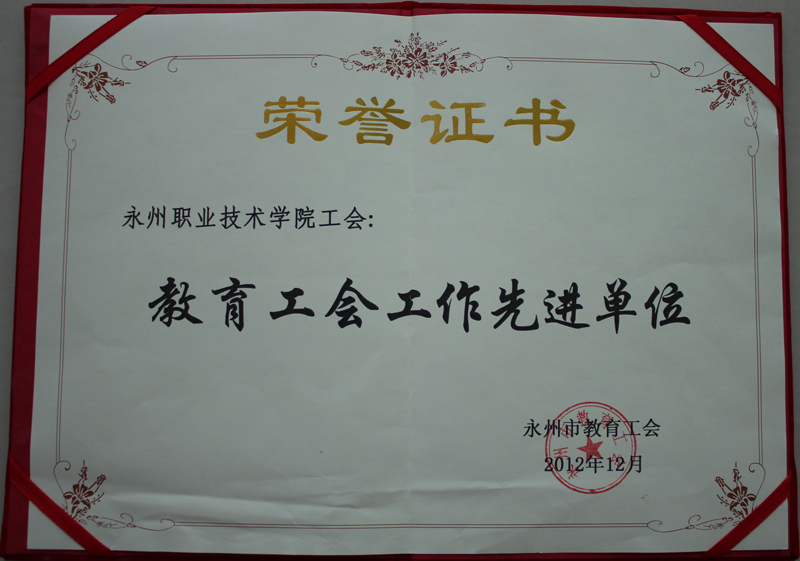 荣誉证书
永州职业技术学院工会:
教育工会工作先进单位
永州市教育工会
2012年12月